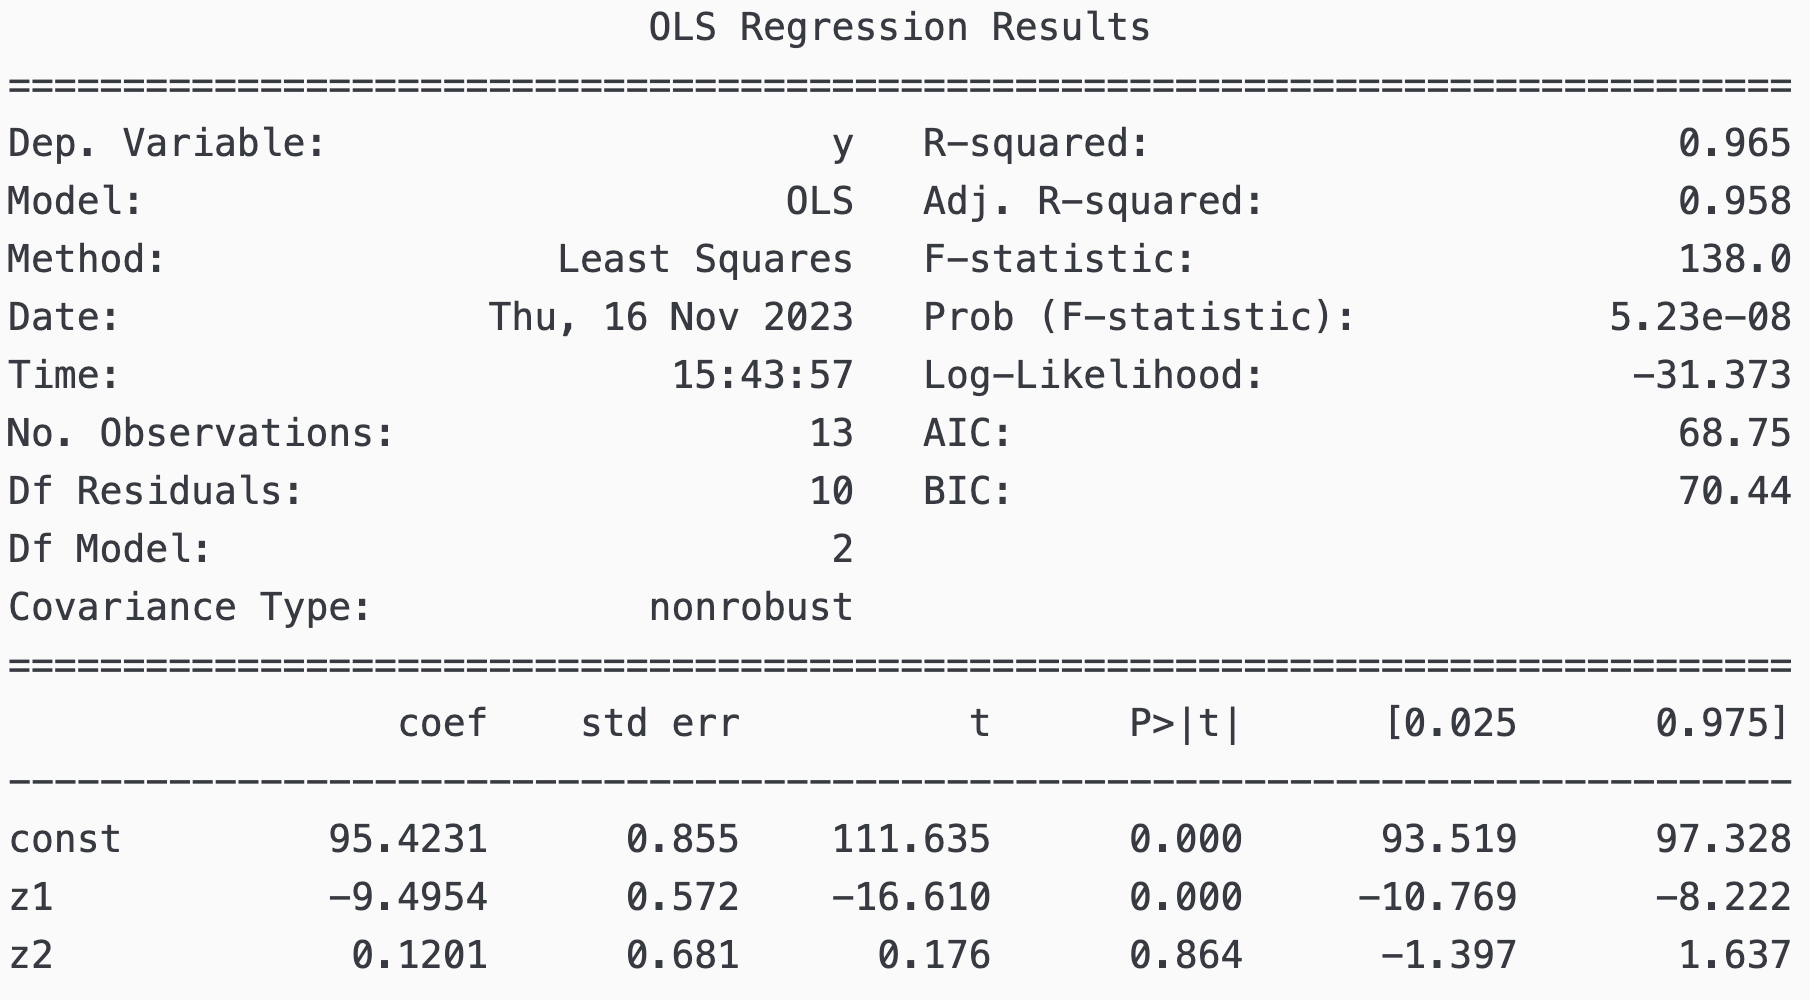 OLS Regression Results
==============================================================================
Dep. Variable:                      y   R-squared:                       0.965
Model:                            OLS   Adj. R-squared:                  0.958
Method:                 Least Squares   F-statistic:                     138.0
Date:                Thu, 16 Nov 2023   Prob (F-statistic):           5.23e-08
Time:                        15:43:57   Log-Likelihood:                -31.373
No. Observations:                  13   AIC:                             68.75
Df Residuals:                      10   BIC:                             70.44
Df Model:                           2
Covariance Type:            nonrobust
==============================================================================
                 coef    std err          t      P>|t|      [0.025      0.975]
------------------------------------------------------------------------------
const         95.4231      0.855    111.635      0.000      93.519      97.328
z1            -9.4954      0.572    -16.610      0.000     -10.769      -8.222
z2             0.1201      0.681      0.176      0.864      -1.397       1.637